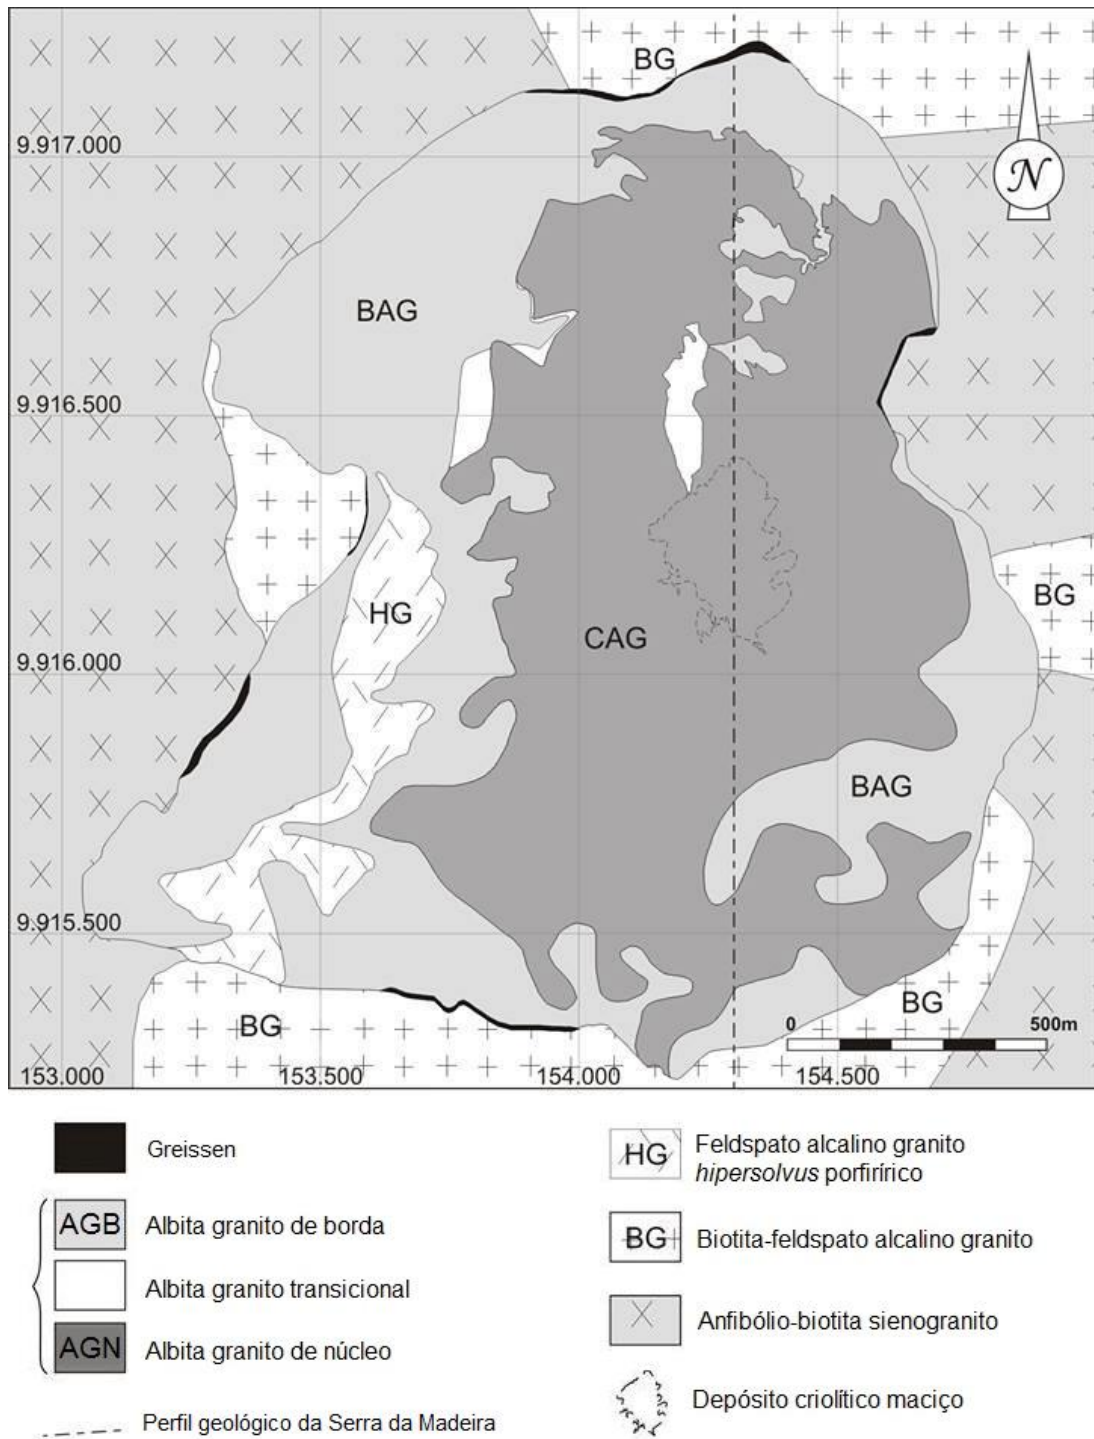 BG
N
9.917.000
BAG
9.916.500
BG
HG
CAG
9.916.000
BAG
9.915.500
BG
BG
0
500m
153.000
153.500
154.000
154.500
Greissen
AGB
Albita granito de borda
Albita granito transicional
AGN
Albita granito de núcleo
Perfil geológico da Serra da Madeira
HG
Feldspato alcalino granito
hipersolvus porfirírico
BG
Biotita-feldspato alcalino granito
Anfibólio-biotita sienogranito
Depósito criolítico maciço